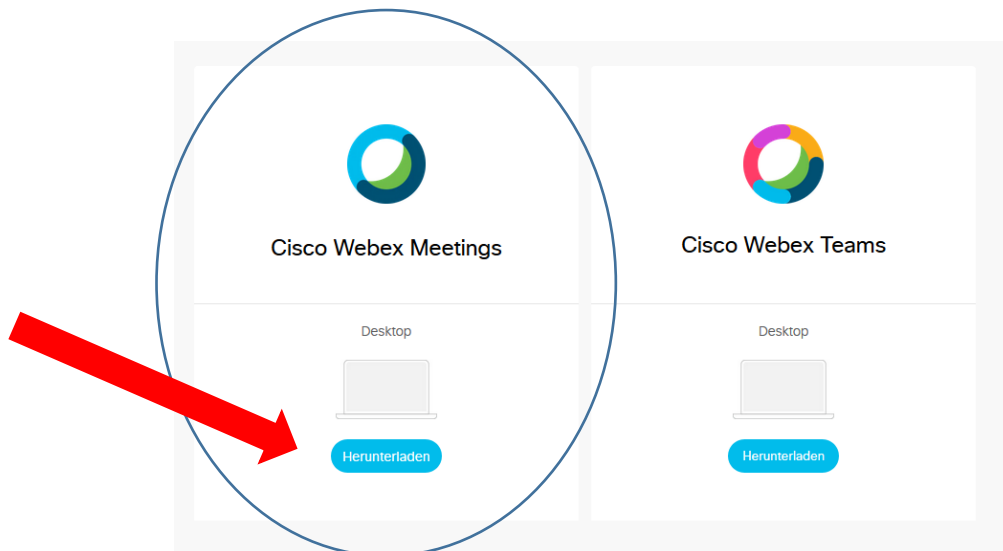 Cisco Webex Meetings
Desktop
Herunterladen
Cisco Webex Teams
Desktop
Herunterladen